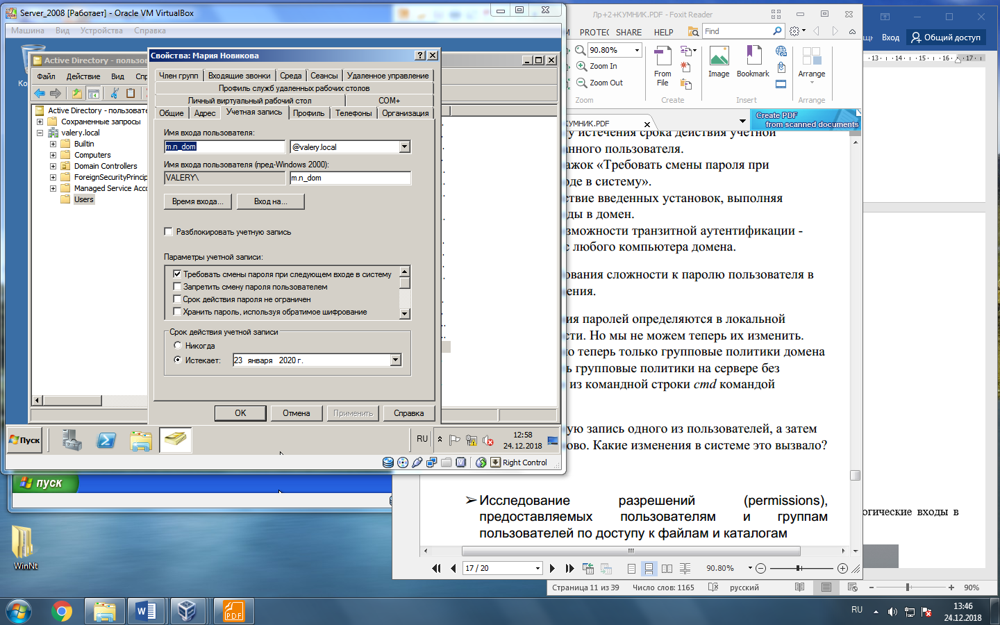 Server_2008 [Работает] - Oracle VM VirtualBox
Машина Вид Устройства Справка
Active Directory - пользов
Файл Действие Вид
Active Directory - пользовате
Сохраненные запросы
valery.local
Builtin
Computers
Domain Controllers
ForeignSecurityPrincip
Managed Service Acco
Users
Свойства: Мария Новикова
Член групп Входящие звонки Среда Сеансы Удаленное управление
Профиль служб удаленных рабочих столов
Личный виртуальный рабочий стол COM+
Общие Адрес Учетная запись Профиль Телефоны Организация
Имя входа пользователя:
m.n_dom @valery.local
Имя входа пользователя (пред-Windows 2000):
VALERY\ m.n_dom
Время входа... Вход на...
Разблокировать учетную запись
Параметры учетной записи:
Требовать смены пароля при следующем входе в систему
Запретить смену пароля пользователем
Срок действия пароля не ограничен
Хранить пароль, используя обратимое шифрование
Срок действия учетной записи
Никогда
Истекает: 23 января 2020 г.
OK Отмена Применить Справка
Пуск
RU 12:58
24.12.2018
Right Control
пуск
WinNt
Лр+2+КУМНИК.PDF - Foxit Reader
PROTEC SHARE HELP Find
90.80%
Zoom In
Zoom Out
Zoom
From
File
Create
Image Bookmark
Insert
Arrange
Arrange
КУМНИК.PDF
Create PDF
from scanned documents
у истечения срока действия учетной
анного пользователя.
ажок «Требовать смены пароля при
оде в систему».
ствие введенных установок, выполняя
ды в домен.
зможности транзитной аутентификации -
с любого компьютера домена.
ования сложности к паролю пользователя в
ения.
ия паролей определяются в локальной
сти. Но мы не можем теперь их изменить.
о теперь только групповые политики домена
ь групповые политики на сервере без
из командной строки cmd командой
ую запись одного из пользователей, а затем
ово. Какие изменения в системе это вызвало?
➢ Исследование разрешений (permissions),
предоставляемых пользователям и группам
пользователей по доступу к файлам и каталогам
17 / 20 90.80%
Вход Общий доступ
13 14 15 16 17
огические входы в
Страница 11 из 39 Число слов: 1165 русский 90%
RU 13:46
24.12.2018